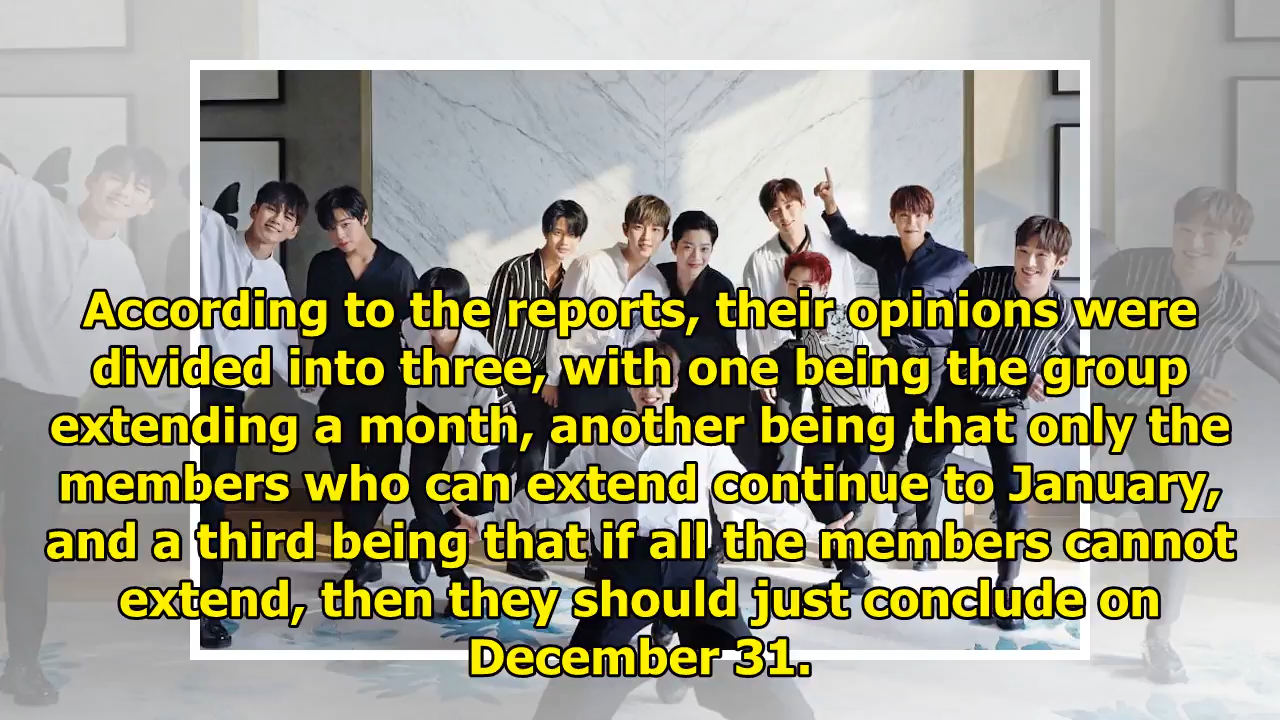 According to the reports, their opinions were
divided into three, with one being the group
extending a month, another being that only the
members who can extend continue to January,
and a third being that if all the members cannot
extend, then they should just conclude on
December 31.